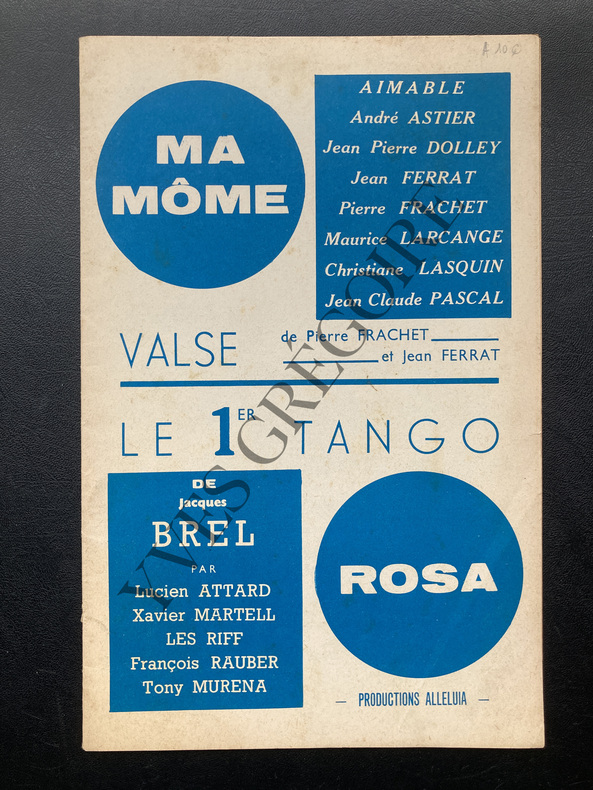 A 10
MA
MÔME
AIMABLE
André ASTIER
Jean Pierre DOLLEY
Jean FERRAT
Pierre FRACHET
Maurice LARCANGE
Christiane LASQUIN
Jean Claude PASCAL
VALSE
de Pierre FRACHET
et Jean FERRAT
LE 1ER TANGO
DE
Jacques
BREL
PAR
Lucien ATTARD
Xavier MARTELL
LES RIFF
François RAUBER
Tony MURENA
ROSA
— PRODUCTIONS ALLELUIA —
YVES GRÉGOIRE